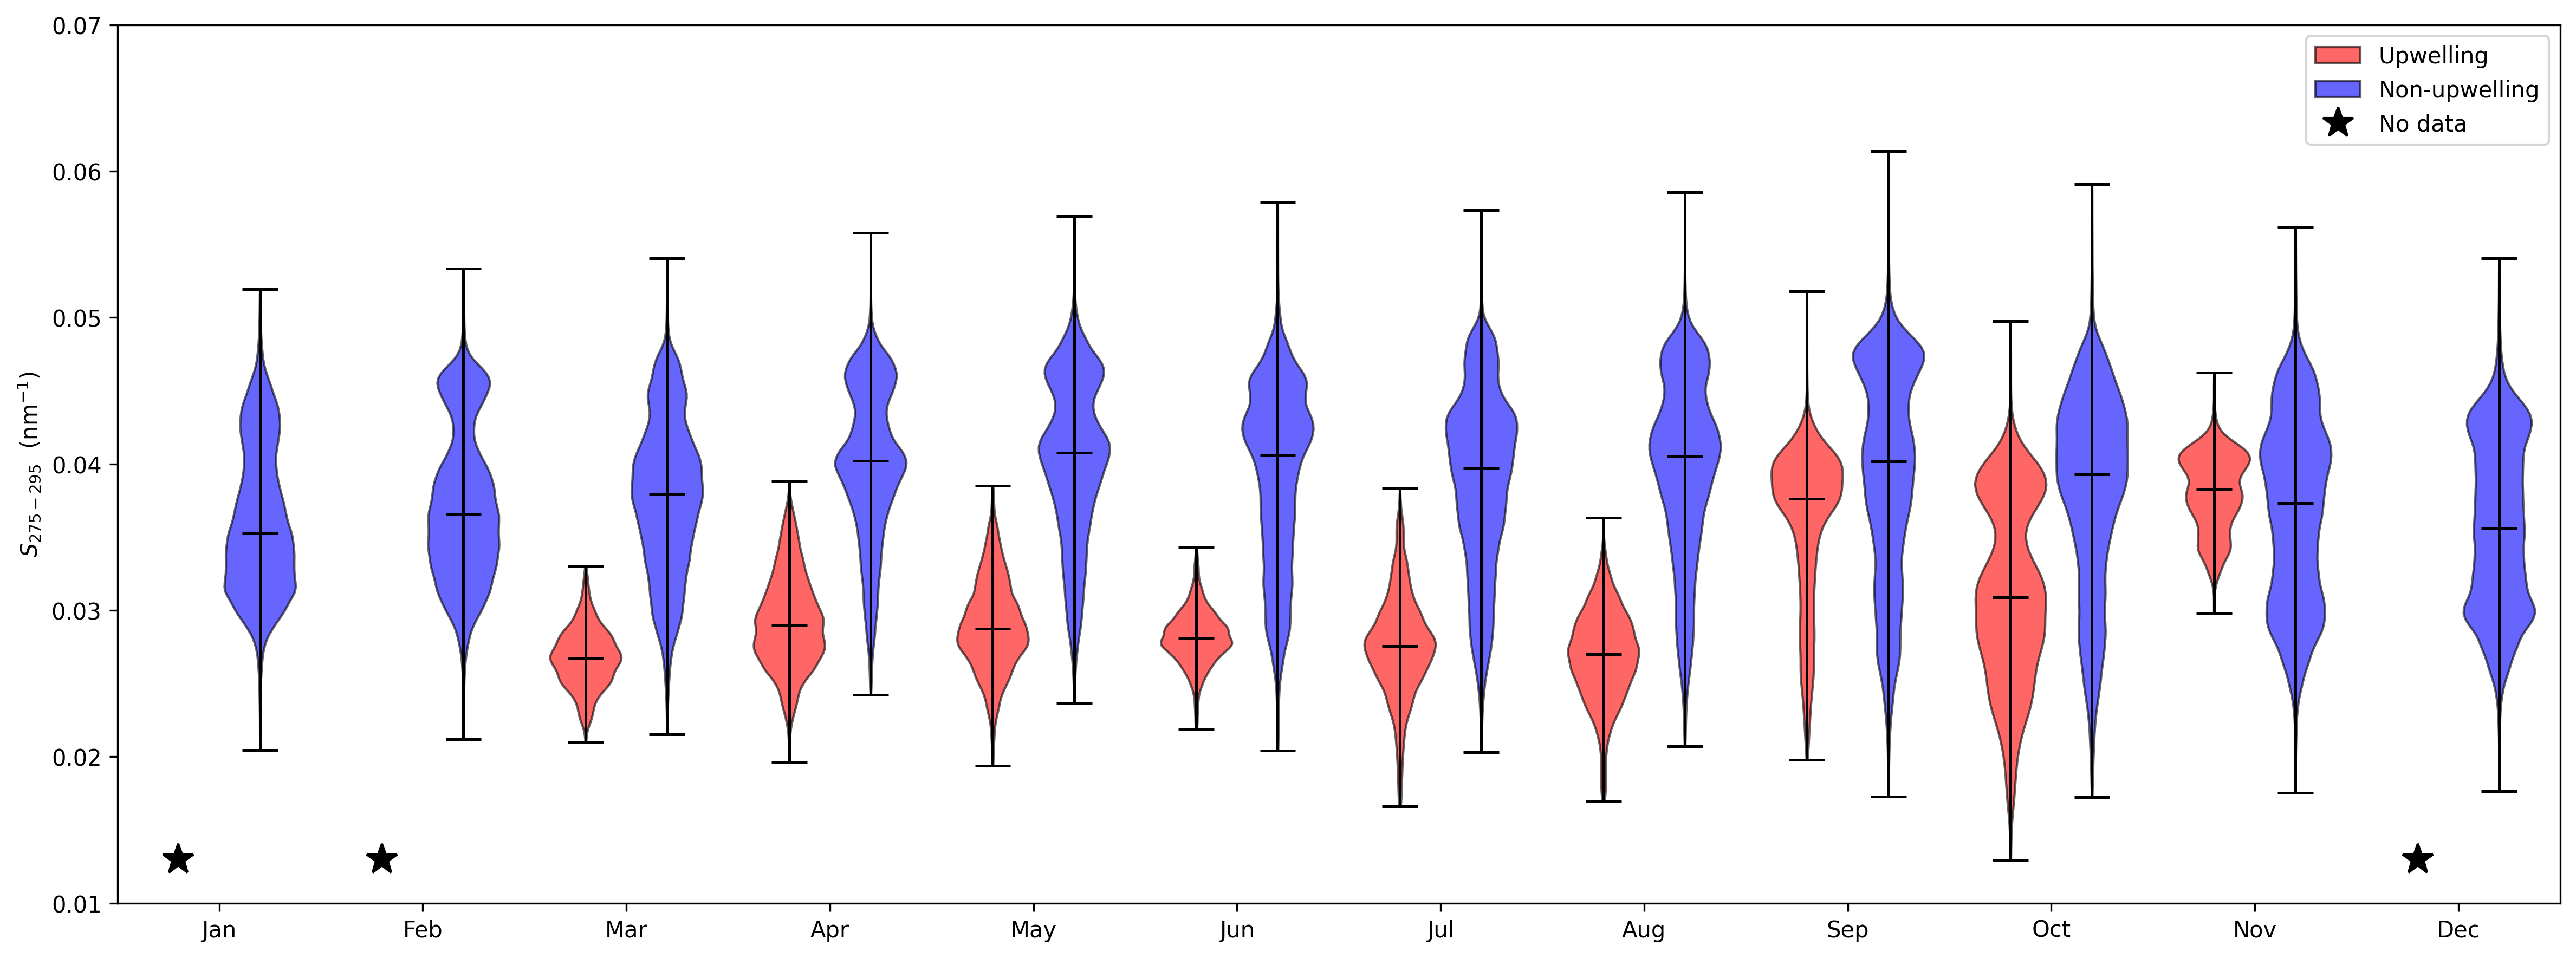 0.07
0.06
0.05
0.04
0.03
0.02
0.01
S275−295 (nm−1)
Upwelling
Non-upwelling
No data
Jan Feb Mar Apr May Jun Jul Aug Sep Oct Nov Dec